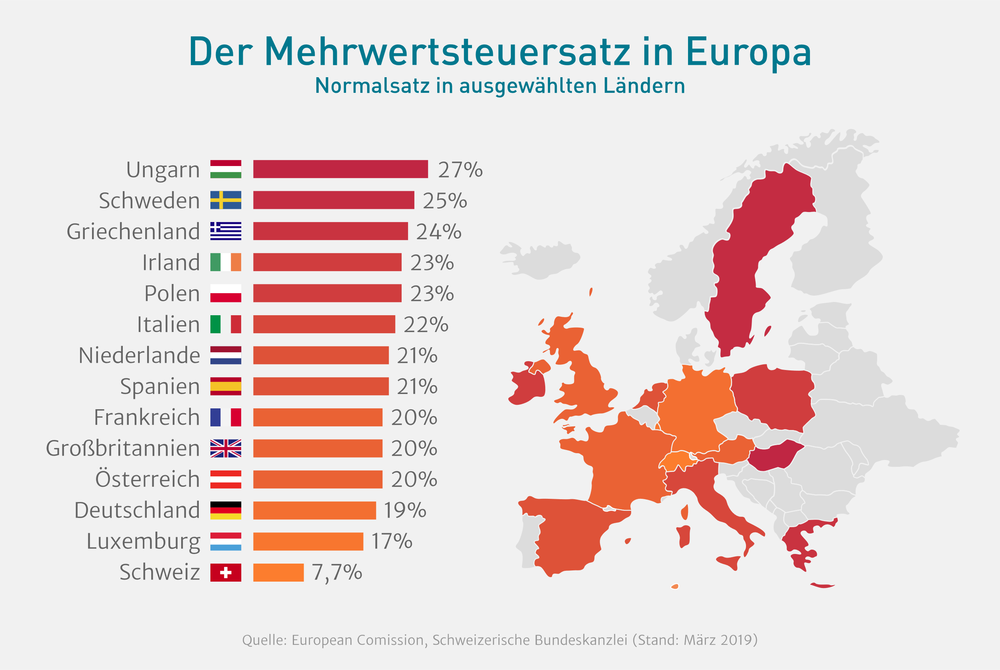 Der Mehrwertsteuersatz in Europa
Normalsatz in ausgewählten Ländern
Ungarn 27%
Schweden 25%
Griechenland 24%
Irland 23%
Polen 23%
Italien 22%
Niederlande 21%
Spanien 21%
Frankreich 20%
Großbritannien 20%
Österreich 20%
Deutschland 19%
Luxemburg 17%
Schweiz 7,7%
Quelle: European Comission, Schweizerische Bundeskanzlei (Stand: März 2019)